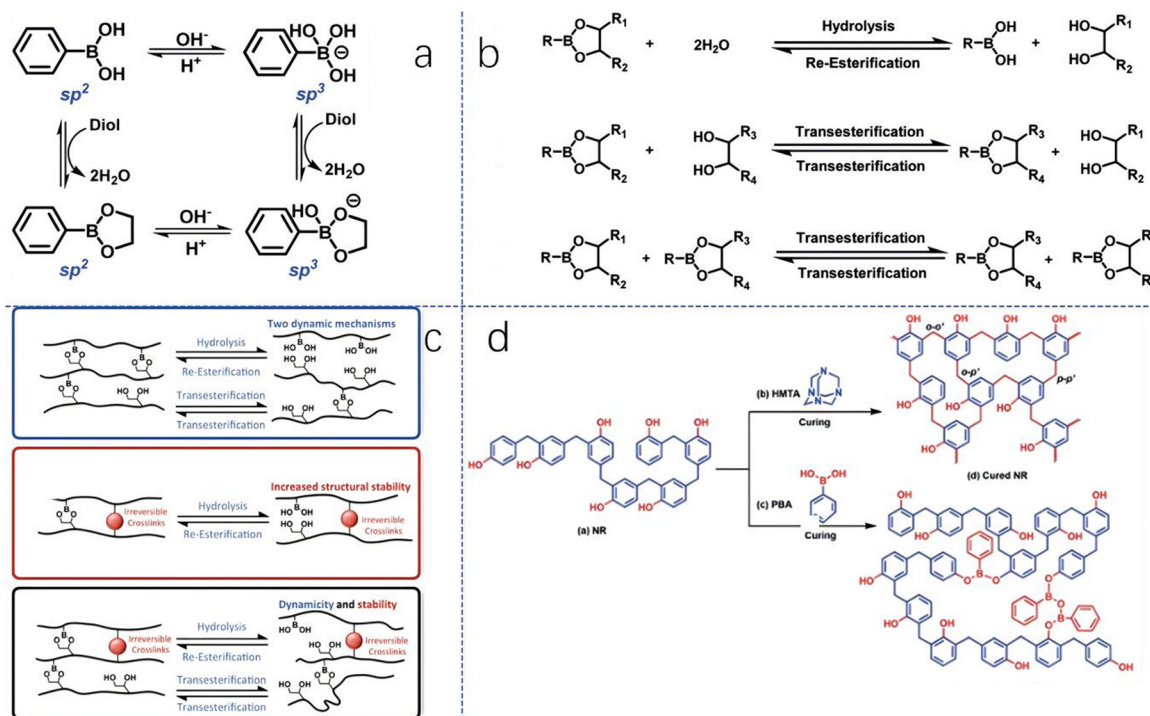 a
OH
B
OH
sp²
OH⁻
H⁺
HO OH
B ⊖
OH
sp³
Diol
2H₂O
Diol
2H₂O
O
B
O
sp²
OH⁻
H⁺
HO O ⊖
B
O
sp³
b
R-B O O R₁ R₂ + 2H₂O Hydrolysis
Re-Esterification
R-B OH OH + HO HO R₁ R₂
R-B O O R₁ R₂ + HO HO R₃ R₄ Transesterification
Transesterification
R-B O O R₃ R₄ + HO HO R₁ R₂
R-B O O R₁ R₂ + R-B O O R₃ R₄ Transesterification
Transesterification
R-B O O R₃ R₄ + R-B O O R R₂
c
Two dynamic mechanisms
Hydrolysis
Re-Esterification
Transesterification
Transesterification
Increased structural stability
Hydrolysis
Re-Esterification
Irreversible
Crosslinks
Irreversible
Crosslinks
Dynamicity and stability
Hydrolysis
Re-Esterification
Transesterification
Transesterification
Irreversible
Crosslinks
Irreversible
Crosslinks
d
(a) NR
(b) HMTA
Curing
(c) PBA
Curing
o-o'
o-p'
p-p'
(d) Cured NR